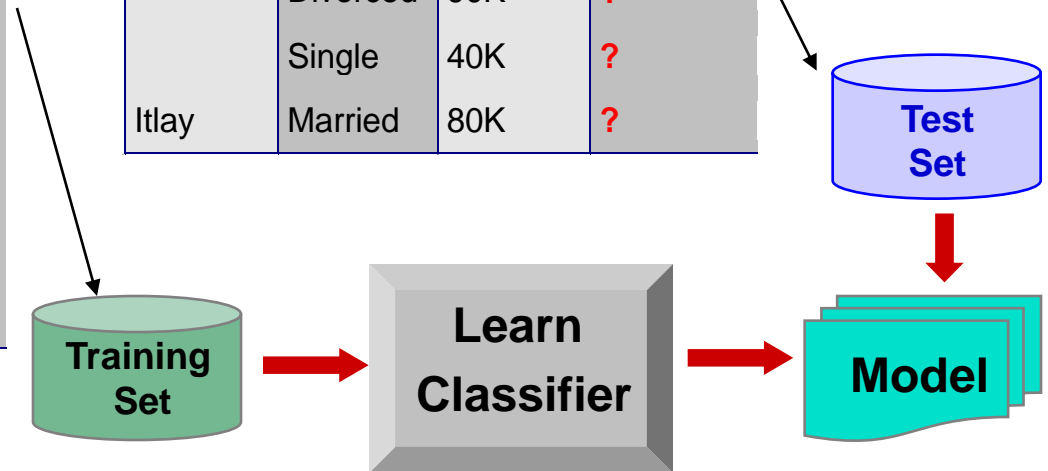 Single 40K ?
Itlay Married 80K ?
Test
Set
Learn
Classifier
Training
Set
Model